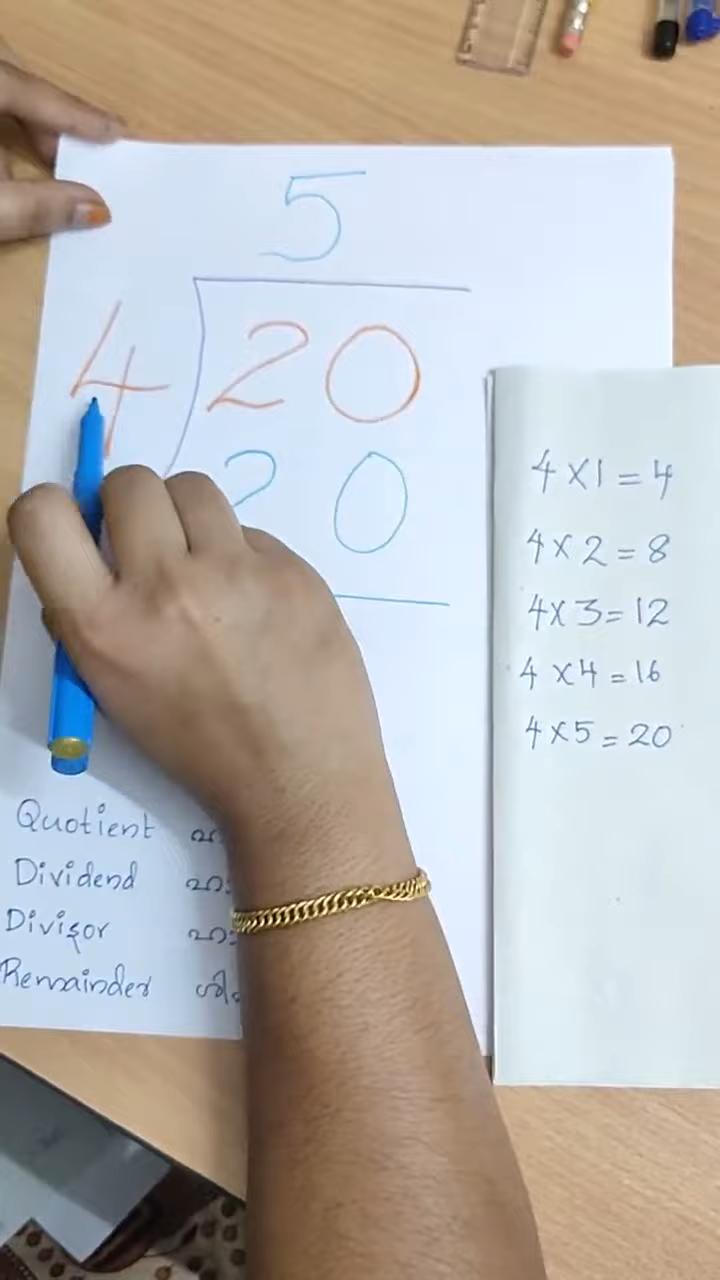 5
4 20
20
4 X 1 = 4
4 X 2 = 8
4 X 3 = 12
4 X 4 = 16
4 X 5 = 20
Quotient
Dividend
Divisor
Remainder